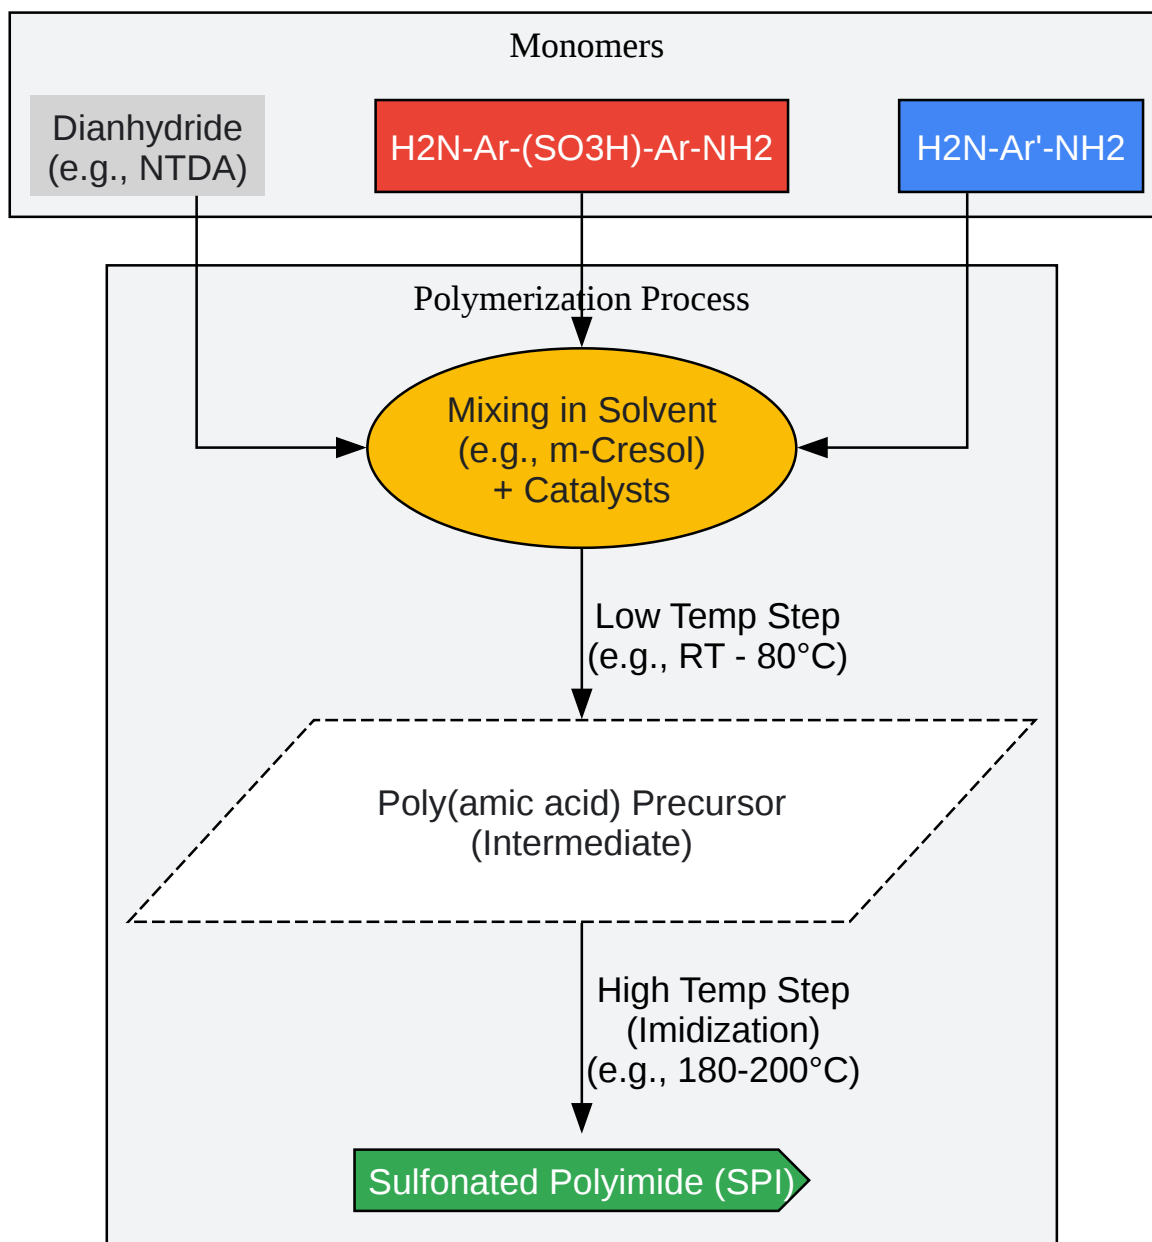 Monomers
Dianhydride
(e.g., NTDA)
H2N-Ar-(SO3H)-Ar-NH2
H2N-Ar'-NH2
Polymerization Process
Mixing in Solvent
(e.g., m-Cresol)
+ Catalysts
Low Temp Step
(e.g., RT - 80°C)
Poly(amic acid) Precursor
(Intermediate)
High Temp Step
(Imidization)
(e.g., 180-200°C)
Sulfonated Polyimide (SPI)